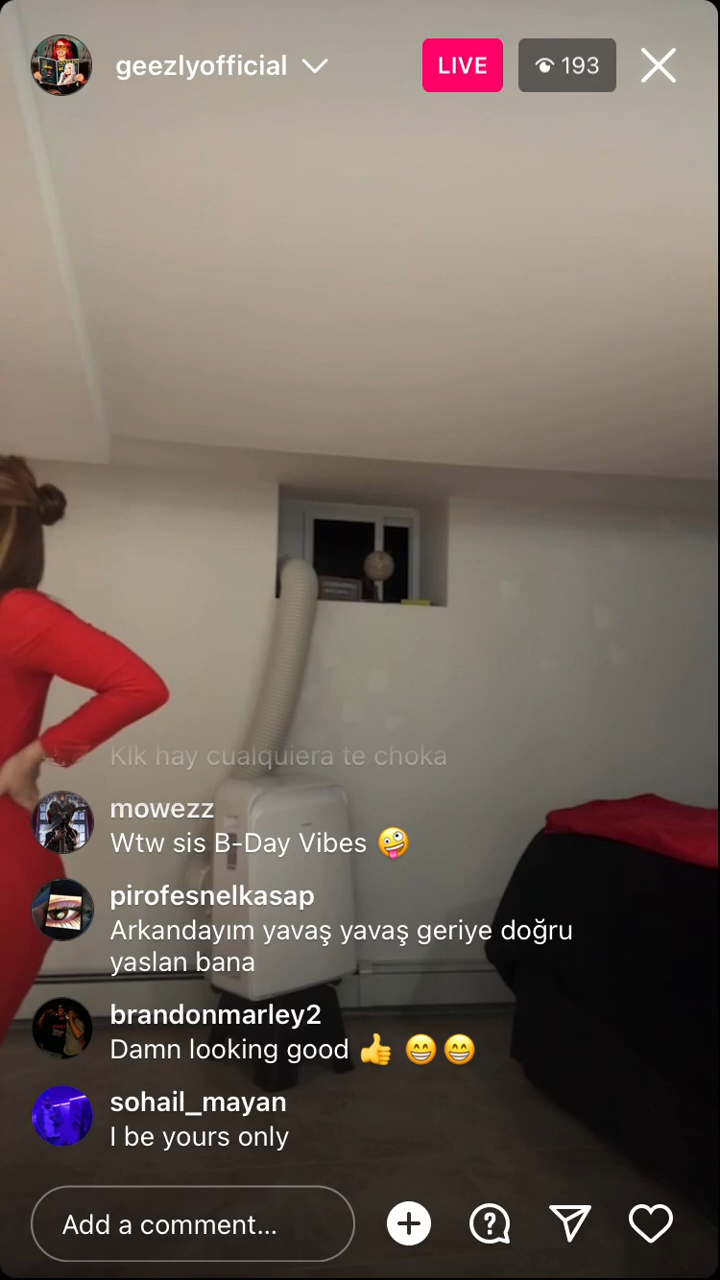 geezlyofficial
LIVE
193
Klk hay cualquiera te choka
mowezz
Wtw sis B-Day Vibes 🤪
pirofesnelkasap
Arkandayım yavaş yavaş geriye doğru
yaslan bana
brandonmarley2
Damn looking good 👍 😁😁
sohail_mayan
I be yours only
Add a comment...